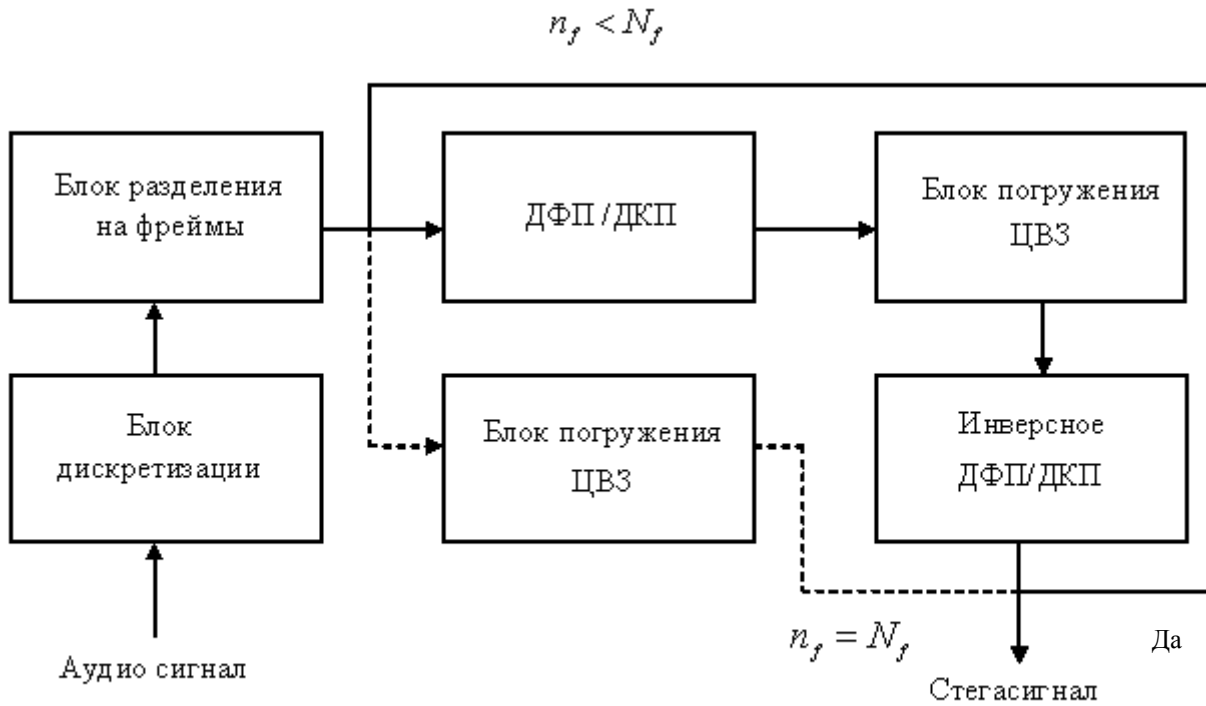 n_f < N_f
Блок разделения
на фреймы
ДФП /ДКП
Блок погружения
ЦВЗ
Блок
дискретизации
Блок погружения
ЦВЗ
Инверсное
ДФП/ДКП
n_f = N_f
Да
Аудио сигнал
Стегасигнал